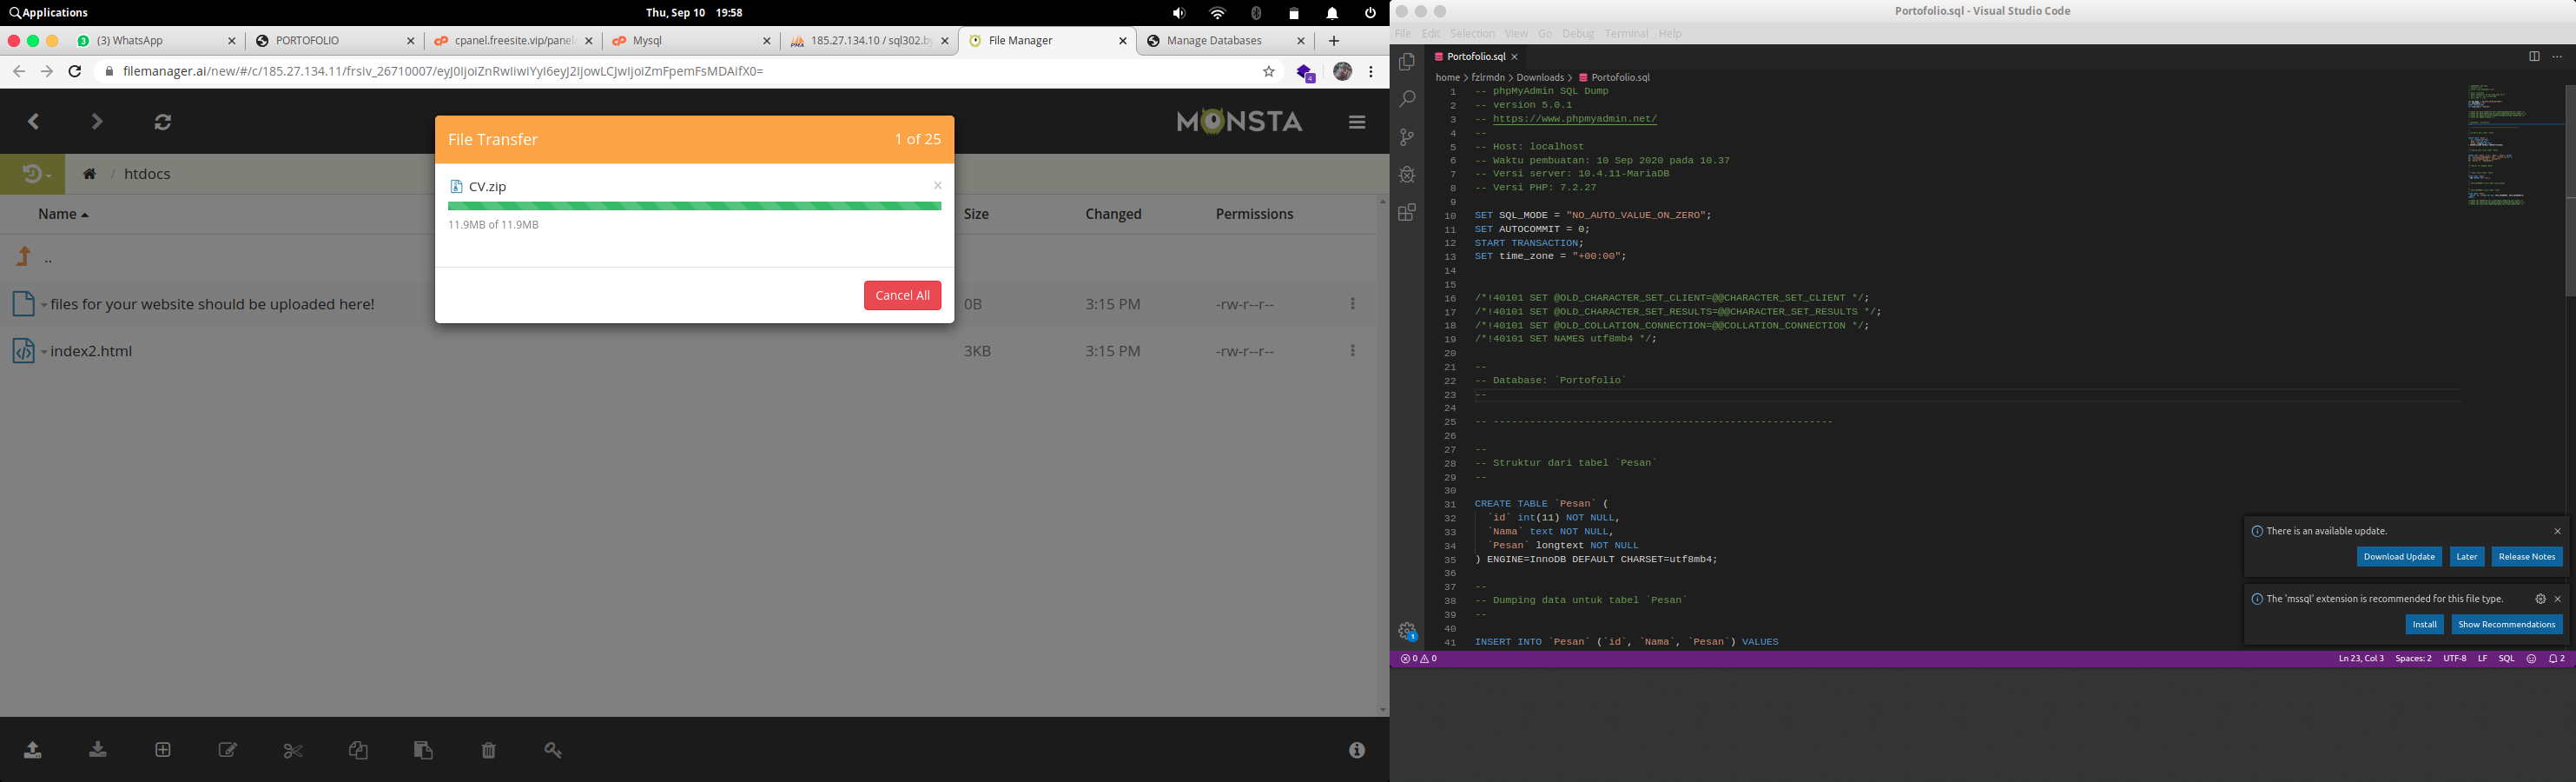 Applications
Thu, Sep 10 19:58
(3) WhatsApp
PORTOFOLIO
cpanel.freesite.vip/panel
Mysql
185.27.134.10 / sql302.by
File Manager
Manage Databases
filemanager.ai/new/#/c/185.27.134.11/frsiv_26710007/eyJ0IjoiZnRwIiwiYyI6eyJ2IjowLCJwIjoiZmFpemFsMDAifX0=
MONSTA
htdocs
File Transfer
1 of 25
CV.zip
11.9MB of 11.9MB
Cancel All
Name
Size
Changed
Permissions
..
files for your website should be uploaded here!
0B
3:15 PM
-rw-r--r--
index2.html
3KB
3:15 PM
-rw-r--r--
Portofolio.sql - Visual Studio Code
File Edit Selection View Go Debug Terminal Help
Portofolio.sql
home > fzlrmdn > Downloads > Portofolio.sql
1 -- phpMyAdmin SQL Dump
2 -- version 5.0.1
3 -- https://www.phpmyadmin.net/
4 --
5 -- Host: localhost
6 -- Waktu pembuatan: 10 Sep 2020 pada 10.37
7 -- Versi server: 10.4.11-MariaDB
8 -- Versi PHP: 7.2.27
9
10 SET SQL_MODE = "NO_AUTO_VALUE_ON_ZERO";
11 SET AUTOCOMMIT = 0;
12 START TRANSACTION;
13 SET time_zone = "+00:00";
14
15
16 /*!40101 SET @OLD_CHARACTER_SET_CLIENT=@@CHARACTER_SET_CLIENT */;
17 /*!40101 SET @OLD_CHARACTER_SET_RESULTS=@@CHARACTER_SET_RESULTS */;
18 /*!40101 SET @OLD_COLLATION_CONNECTION=@@COLLATION_CONNECTION */;
19 /*!40101 SET NAMES utf8mb4 */;
20
21 --
22 -- Database: `Portofolio`
23 --
24
25 -- --------------------------------------------------------
26
27 --
28 -- Struktur dari tabel `Pesan`
29 --
30
31 CREATE TABLE `Pesan` (
32 `id` int(11) NOT NULL,
33 `Nama` text NOT NULL,
34 `Pesan` longtext NOT NULL
35 ) ENGINE=InnoDB DEFAULT CHARSET=utf8mb4;
36
37 --
38 -- Dumping data untuk tabel `Pesan`
39 --
40
41 INSERT INTO `Pesan` (`id`, `Nama`, `Pesan`) VALUES
There is an available update.
Download Update
Later
Release Notes
The 'mssql' extension is recommended for this file type.
Install
Show Recommendations
0 0
Ln 23, Col 3 Spaces: 2 UTF-8 LF SQL 2